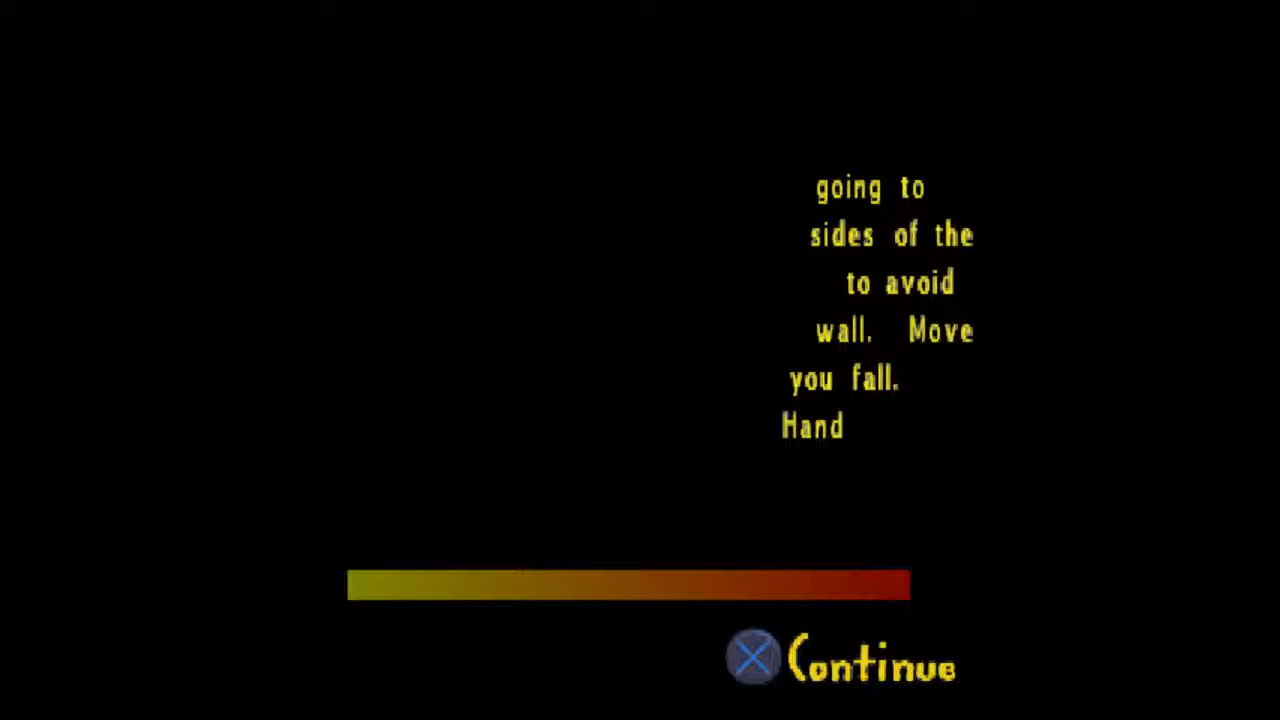 going to
sides of the
to avoid
wall. Move
you fall.
Hand
Continue